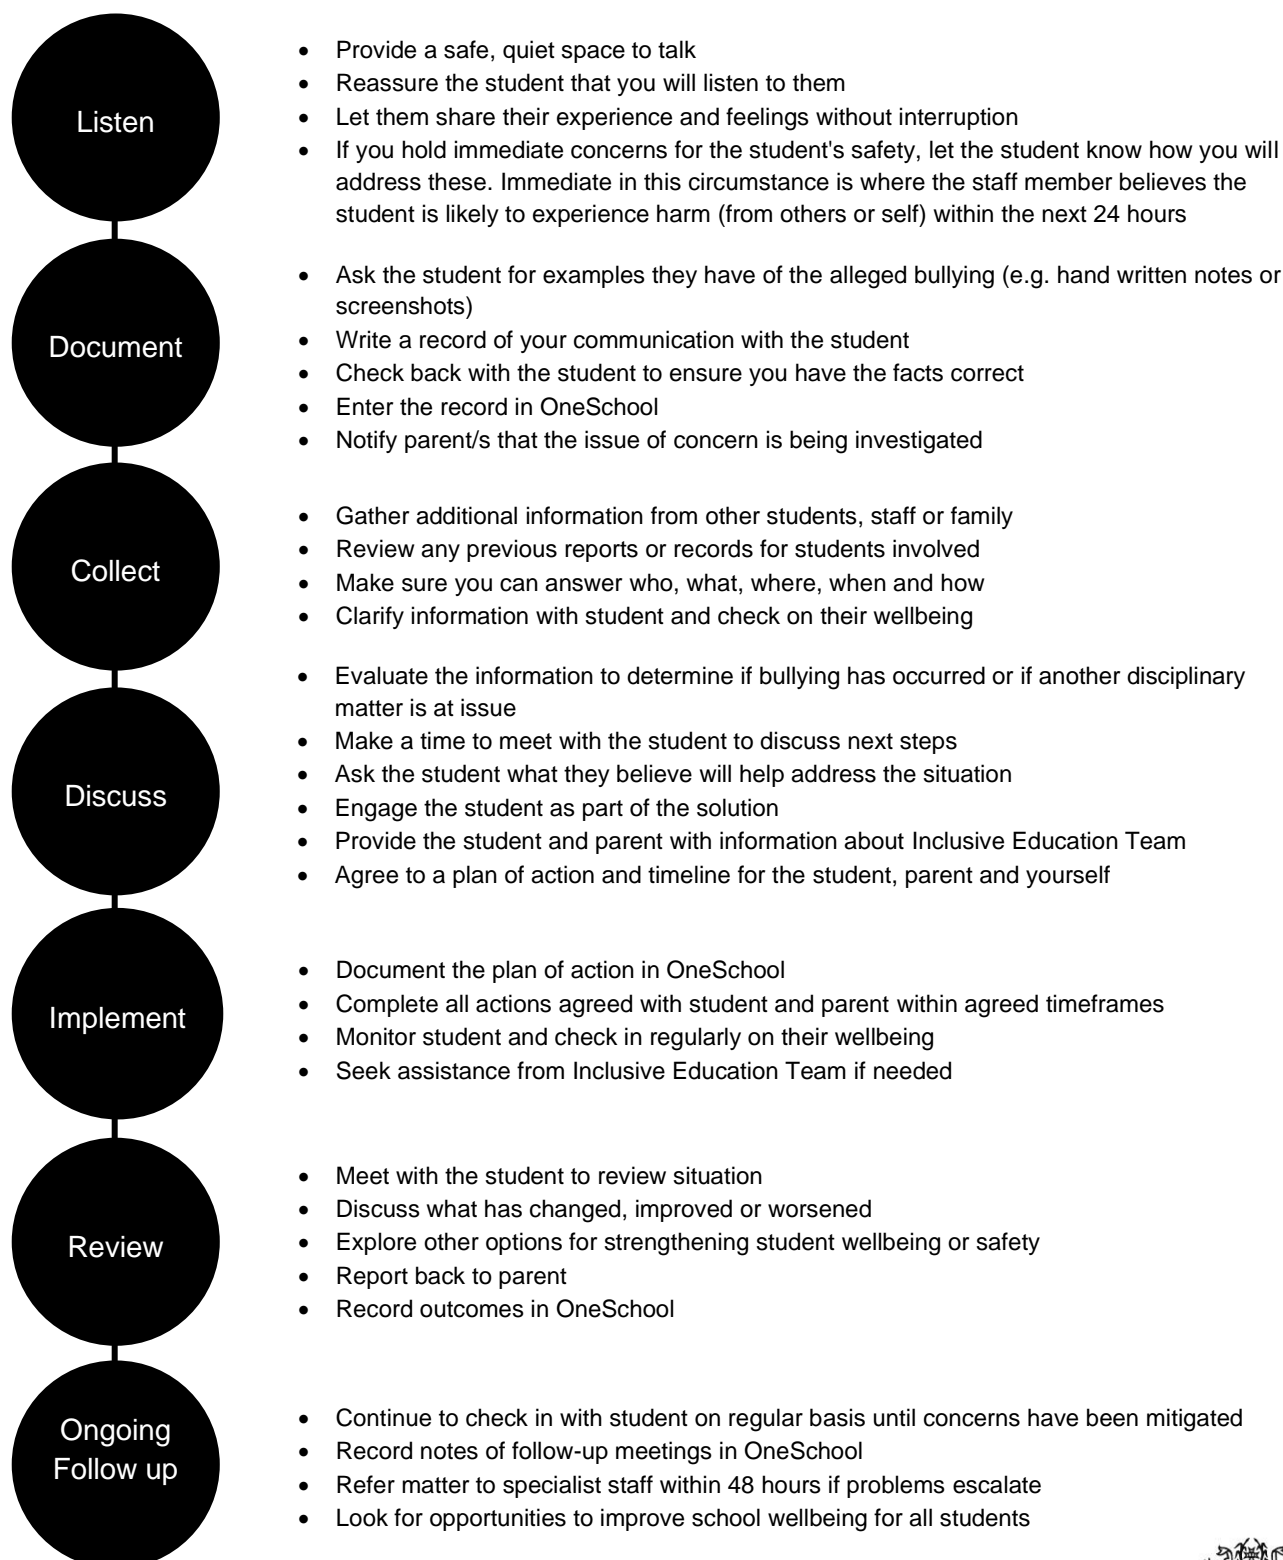 Listen
• Provide a safe, quiet space to talk
• Reassure the student that you will listen to them
• Let them share their experience and feelings without interruption
• If you hold immediate concerns for the student's safety, let the student know how you will
address these. Immediate in this circumstance is where the staff member believes the
student is likely to experience harm (from others or self) within the next 24 hours
Document
• Ask the student for examples they have of the alleged bullying (e.g. hand written notes or
screenshots)
• Write a record of your communication with the student
• Check back with the student to ensure you have the facts correct
• Enter the record in OneSchool
• Notify parent/s that the issue of concern is being investigated
Collect
• Gather additional information from other students, staff or family
• Review any previous reports or records for students involved
• Make sure you can answer who, what, where, when and how
• Clarify information with student and check on their wellbeing
Discuss
• Evaluate the information to determine if bullying has occurred or if another disciplinary
matter is at issue
• Make a time to meet with the student to discuss next steps
• Ask the student what they believe will help address the situation
• Engage the student as part of the solution
• Provide the student and parent with information about Inclusive Education Team
• Agree to a plan of action and timeline for the student, parent and yourself
Implement
• Document the plan of action in OneSchool
• Complete all actions agreed with student and parent within agreed timeframes
• Monitor student and check in regularly on their wellbeing
• Seek assistance from Inclusive Education Team if needed
Review
• Meet with the student to review situation
• Discuss what has changed, improved or worsened
• Explore other options for strengthening student wellbeing or safety
• Report back to parent
• Record outcomes in OneSchool
Ongoing
Follow up
• Continue to check in with student on regular basis until concerns have been mitigated
• Record notes of follow-up meetings in OneSchool
• Refer matter to specialist staff within 48 hours if problems escalate
• Look for opportunities to improve school wellbeing for all students